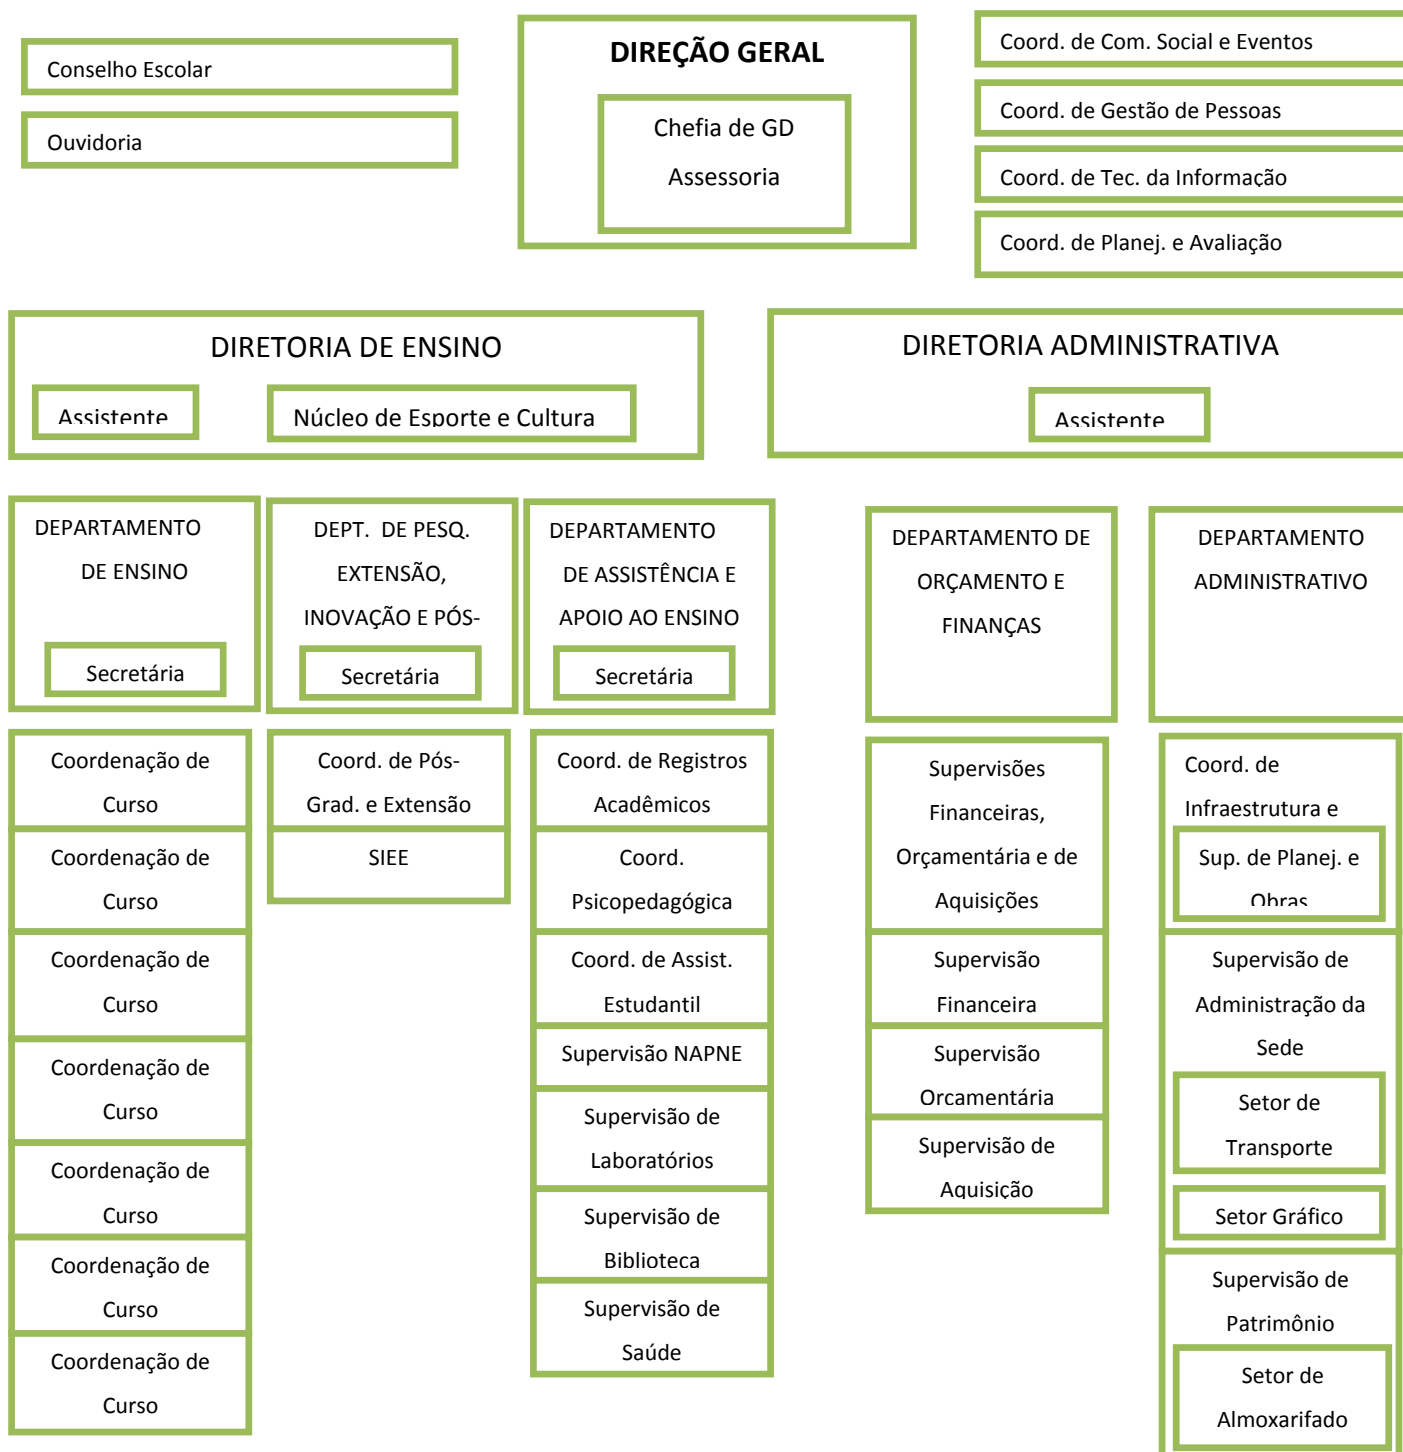 Conselho Escolar
Ouvidoria
DIREÇÃO GERAL
Chefia de GD
Assessoria
Coord. de Com. Social e Eventos
Coord. de Gestão de Pessoas
Coord. de Tec. da Informação
Coord. de Planej. e Avaliação
DIRETORIA DE ENSINO
Assistente
Núcleo de Esporte e Cultura
DIRETORIA ADMINISTRATIVA
Assistente
DEPARTAMENTO
DE ENSINO
Secretária
DEPT. DE PESQ.
EXTENSÃO,
INOVAÇÃO E PÓS-
Secretária
DEPARTAMENTO
DE ASSISTÊNCIA E
APOIO AO ENSINO
Secretária
DEPARTAMENTO DE
ORÇAMENTO E
FINANÇAS
DEPARTAMENTO
ADMINISTRATIVO
Coordenação de
Curso
Coordenação de
Curso
Coordenação de
Curso
Coordenação de
Curso
Coordenação de
Curso
Coordenação de
Curso
Coordenação de
Curso
Coord. de Pós-
Grad. e Extensão
SIEE
Coord. de Registros
Acadêmicos
Coord.
Psicopedagógica
Coord. de Assist.
Estudantil
Supervisão NAPNE
Supervisão de
Laboratórios
Supervisão de
Biblioteca
Supervisão de
Saúde
Supervisões
Financeiras,
Orçamentária e de
Aquisições
Supervisão
Financeira
Supervisão
Orçamentária
Supervisão de
Aquisição
Coord. de
Infraestrutura e
Sup. de Planej. e
Obras
Supervisão de
Administração da
Sede
Setor de
Transporte
Setor Gráfico
Supervisão de
Patrimônio
Setor de
Almoxarifado